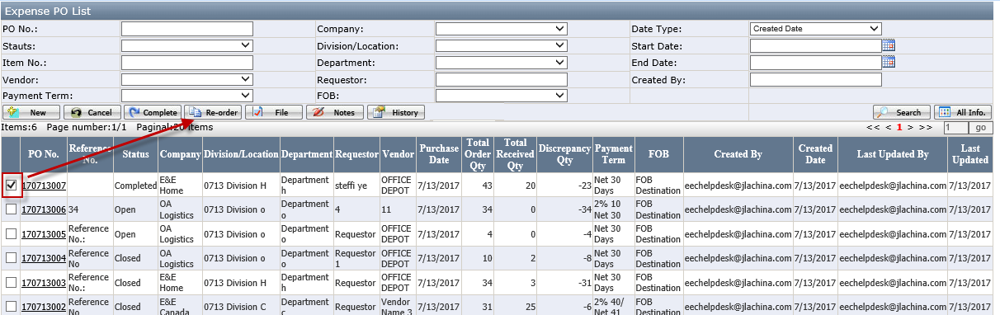 Expense PO List
PO No.: Company: Date Type: Created Date
Stauts: Division/Location: Start Date:
Item No.: Department: End Date:
Vendor: Requestor: Created By:
Payment Term: FOB:
New Cancel Complete Re-order File Notes History Search All Info.
Items:6 Page number:1/1 Paginal:20 items << < 1 > >> 1 go
PO No. Reference No. Status Company Division/Location Department Requestor Vendor Purchase Date Total Order Qty Total Received Qty Discrepancy Qty Payment Term FOB Created By Created Date Last Updated By Last Updated
170713007 Completed E&E Home 0713 Division H Department h steffi ye OFFICE DEPOT 7/13/2017 43 20 -23 Net 30 Days FOB Destination eechelpdesk@jlachina.com 7/13/2017 eechelpdesk@jlachina.com 7/13/2017
170713006 34 Open OA Logistics 0713 Division o Department o 4 11 7/13/2017 34 0 -34 2% 10 Net 30 FOB Destination eechelpdesk@jlachina.com 7/13/2017 eechelpdesk@jlachina.com 7/13/2017
170713005 Reference No.: Open OA Logistics 0713 Division o Department o Requestor OFFICE DEPOT 7/13/2017 4 0 -4 Net 30 Days FOB Destination eechelpdesk@jlachina.com 7/13/2017 eechelpdesk@jlachina.com 7/13/2017
170713004 Reference No Closed OA Logistics 0713 Division o Department o Requestor 1 OFFICE DEPOT 7/13/2017 10 2 -8 Net 30 Days FOB Destination eechelpdesk@jlachina.com 7/13/2017 eechelpdesk@jlachina.com 7/13/2017
170713003 Reference No.: Closed E&E Home 0713 Division H Department h Requestor OFFICE DEPOT 7/13/2017 34 3 -31 Net 30 Days FOB Destination eechelpdesk@jlachina.com 7/13/2017 eechelpdesk@jlachina.com 7/13/2017
170713002 Reference No Closed E&E Canada 0713 Division C Department c Requestor Vendor Name 3 7/13/2017 31 25 -6 2% 40/ Net 41 FOB Destination eechelpdesk@jlachina.com 7/13/2017 eechelpdesk@jlachina.com 7/13/2017